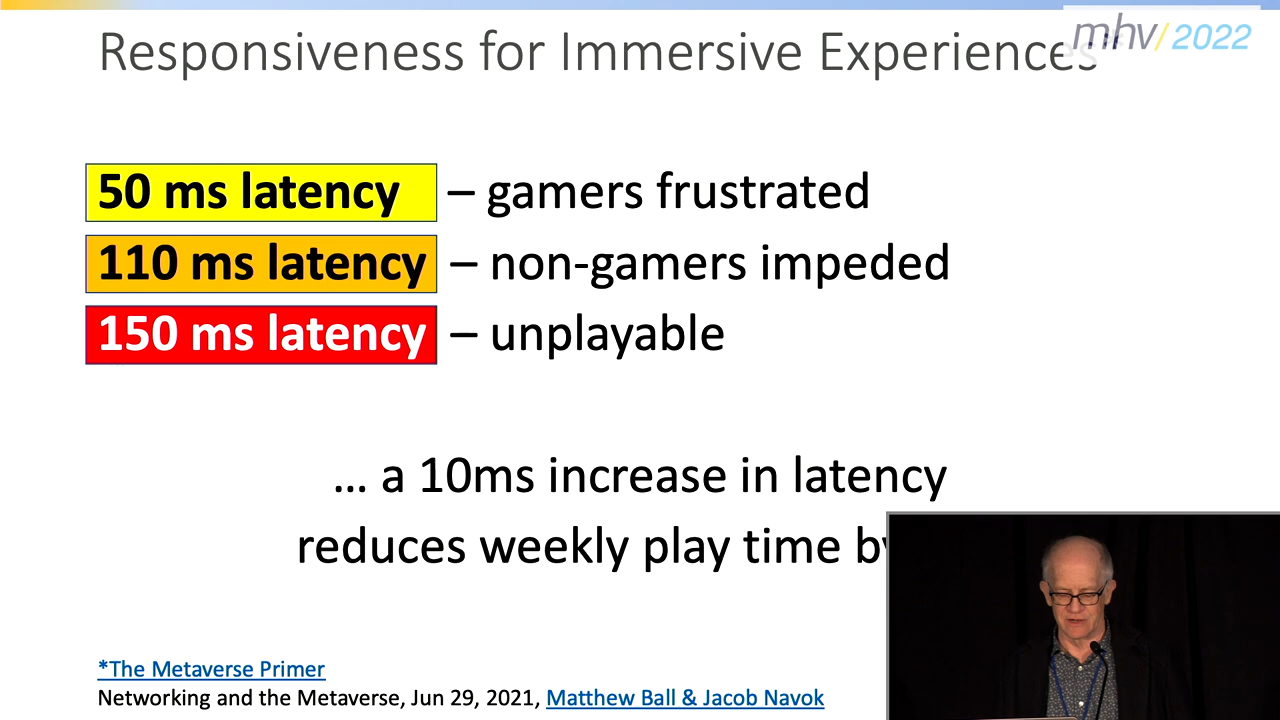 Responsiveness for Immersive Experiences
mhv/2022
50 ms latency – gamers frustrated
110 ms latency – non-gamers impeded
150 ms latency – unplayable
… a 10ms increase in latency
reduces weekly play time by
*The Metaverse Primer
Networking and the Metaverse, Jun 29, 2021, Matthew Ball & Jacob Navok